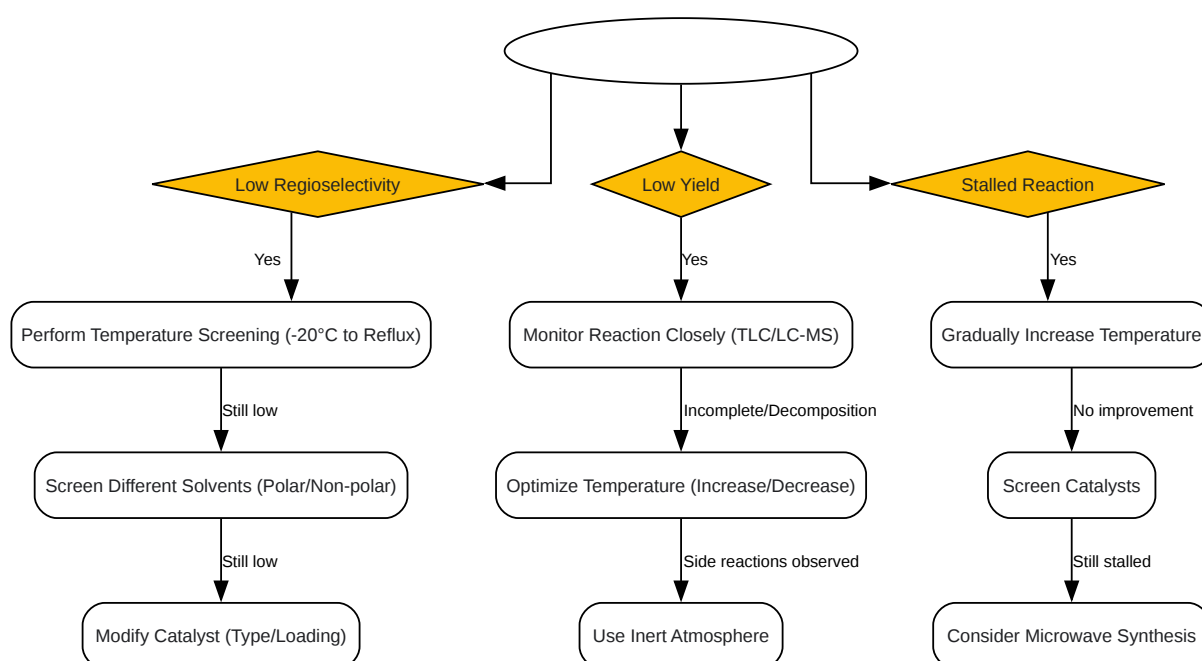 Low Regioselectivity
Low Yield
Stalled Reaction
Yes
Yes
Yes
Perform Temperature Screening (-20°C to Reflux)
Monitor Reaction Closely (TLC/LC-MS)
Gradually Increase Temperature
Still low
Incomplete/Decomposition
No improvement
Screen Different Solvents (Polar/Non-polar)
Optimize Temperature (Increase/Decrease)
Screen Catalysts
Still low
Side reactions observed
Still stalled
Modify Catalyst (Type/Loading)
Use Inert Atmosphere
Consider Microwave Synthesis